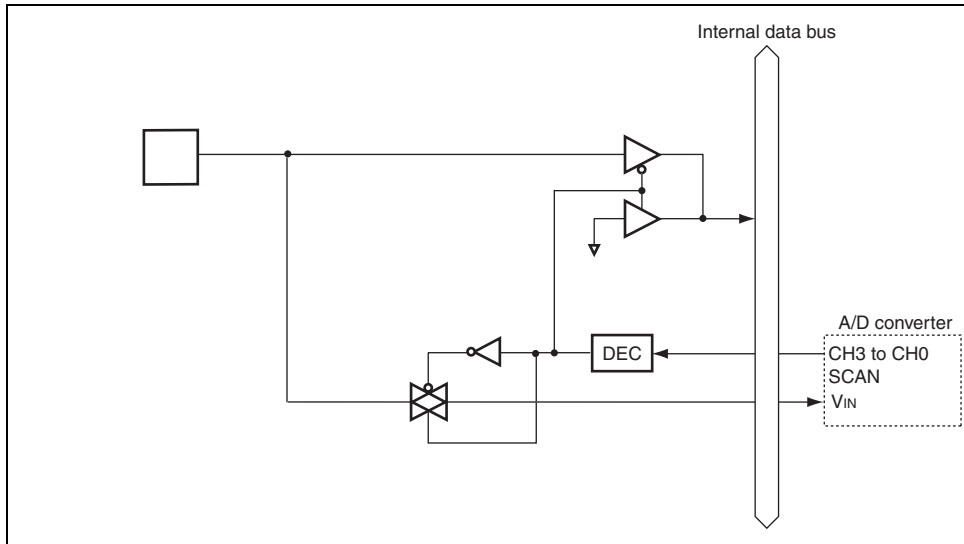 Internal data bus
A/D converter
DEC
CH3 to CH0
SCAN
VIN